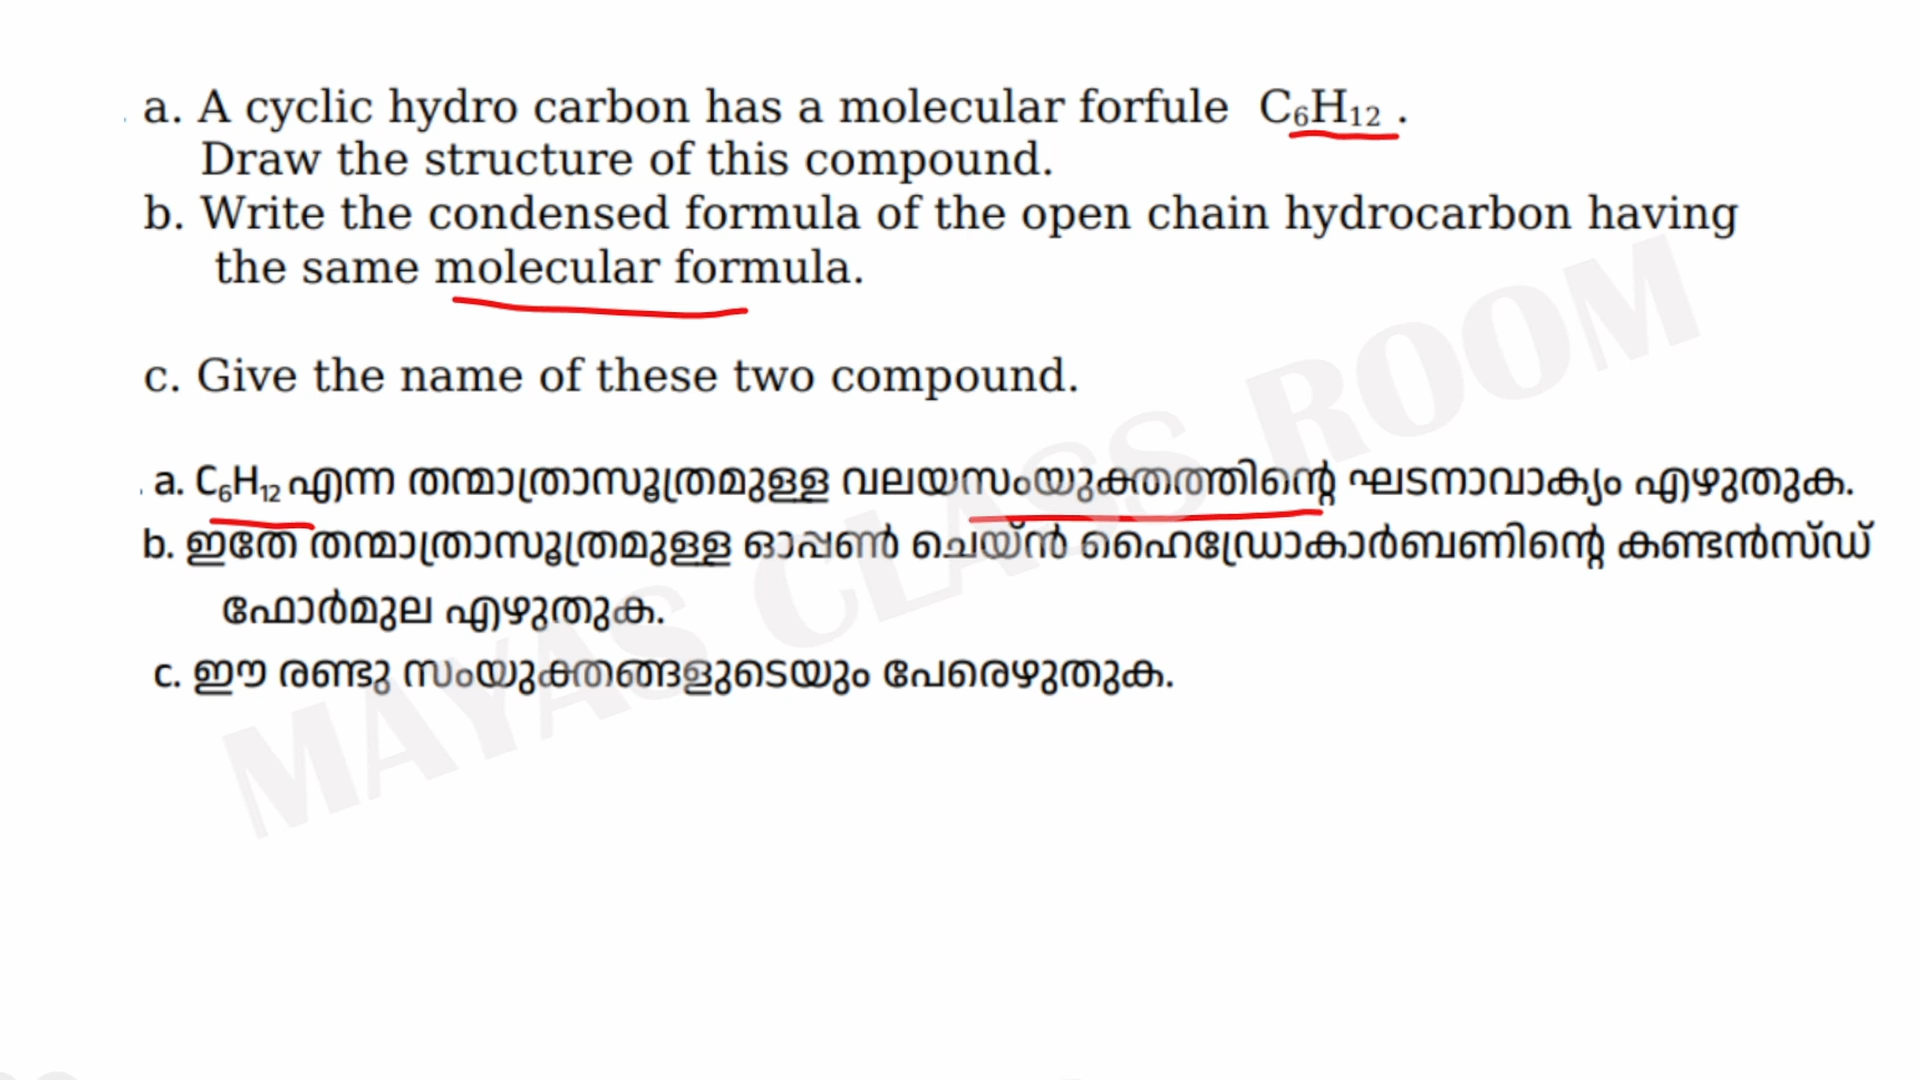 a. A cyclic hydro carbon has a molecular forfule C₆H₁₂ .
Draw the structure of this compound.
b. Write the condensed formula of the open chain hydrocarbon having
the same molecular formula.
c. Give the name of these two compound.
a. C₆H₁₂ എന്ന തന്മാത്രാസൂത്രമുള്ള വലയസംയുക്തത്തിന്റെ ഘടനാവാക്യം എഴുതുക.
b. ഇതേ തന്മാത്രാസൂത്രമുള്ള ഓപ്പൺ ചെയ്ൻ ഹൈഡ്രോകാർബണിന്റെ കണ്ടൻസ്ഡ്
ഫോർമുല എഴുതുക.
c. ഈ രണ്ടു സംയുക്തങ്ങളുടെയും പേരെഴുതുക.
MAYAS CLASS ROOM